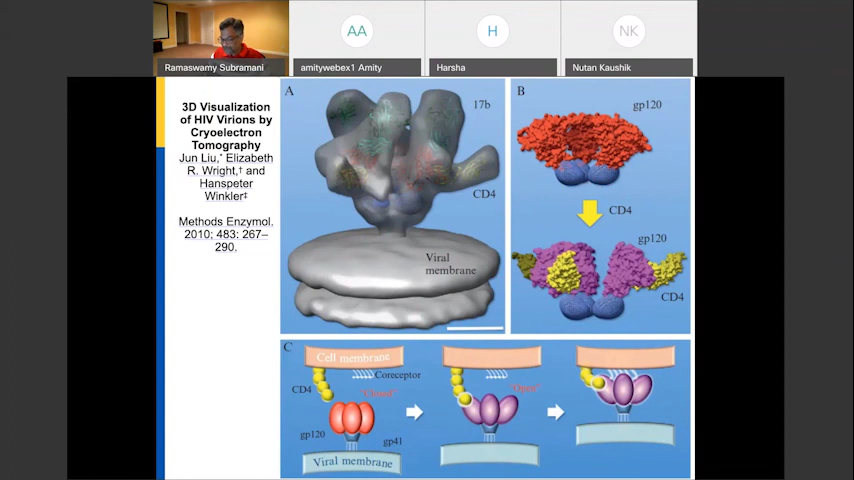 AA
H
NK
Ramaswamy Subramani
amitywebex1 Amity
Harsha
Nutan Kaushik
3D Visualization
of HIV Virions by
Cryoelectron
Tomography
Jun Liu,* Elizabeth
R. Wright,† and
Hanspeter
Winkler‡
Methods Enzymol.
2010; 483: 267–
290.
A
17b
CD4
Viral
membrane
B
gp120
CD4
gp120
CD4
C
Cell membrane
Coreceptor
CD4
"Closed"
"Open"
gp120
gp41
Viral membrane